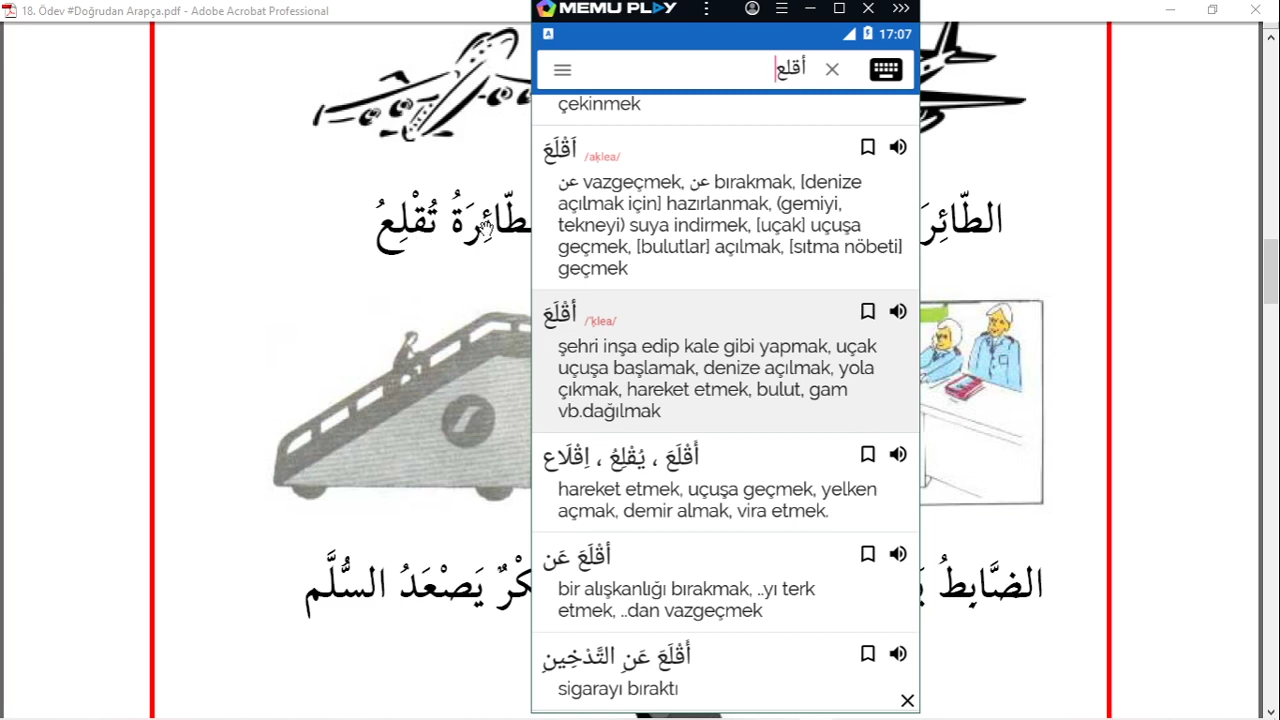 18. Ödev #Doğrudan Arapça.pdf - Adobe Acrobat Professional
MEMU PLAY
17:07
أقلع
çekinmek
اَقْلَعَ /aḳlea/
عن vazgeçmek, عن bırakmak, [denize
açılmak için] hazırlanmak, (gemiyi,
tekneyi) suya indirmek, [uçak] uçuşa
geçmek, [bulutlar] açılmak, [sıtma nöbeti]
geçmek
أقْلَعَ /'ḳlea/
şehri inşa edip kale gibi yapmak, uçak
uçuşa başlamak, denize açılmak, yola
çıkmak, hareket etmek, bulut, gam
vb.dağılmak
أَقْلَعَ ، يُقْلِعُ ، اِقْلَاع
hareket etmek, uçuşa geçmek, yelken
açmak, demir almak, vira etmek.
أَقْلَعَ عَن
bir alışkanlığı bırakmak, ..yı terk
etmek, ..dan vazgeçmek
أَقْلَعَ عَنِ التَّدْخِينِ
sigarayı bıraktı
تُقْلِعُ
الضَّابِطُ
يَصْعَدُ السُّلَّم